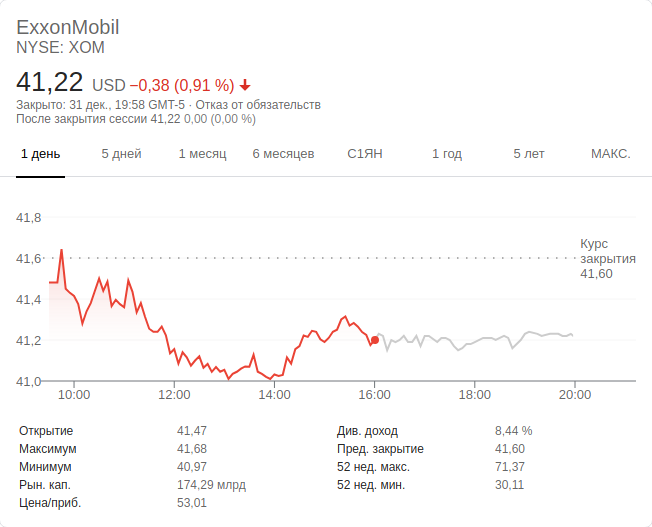 ExxonMobil
NYSE: XOM
41,22 USD −0,38 (0,91 %)
Закрыто: 31 дек., 19:58 GMT-5 · Отказ от обязательств
После закрытия сессии 41,22 0,00 (0,00 %)
1 день 5 дней 1 месяц 6 месяцев С1ЯН 1 год 5 лет МАКС.
41,8
41,6
Курс
закрытия
41,60
41,4
41,2
41,0
10:00 12:00 14:00 16:00 18:00 20:00
Открытие 41,47 Див. доход 8,44 %
Максимум 41,68 Пред. закрытие 41,60
Минимум 40,97 52 нед. макс. 71,37
Рын. кап. 174,29 млрд 52 нед. мин. 30,11
Цена/приб. 53,01